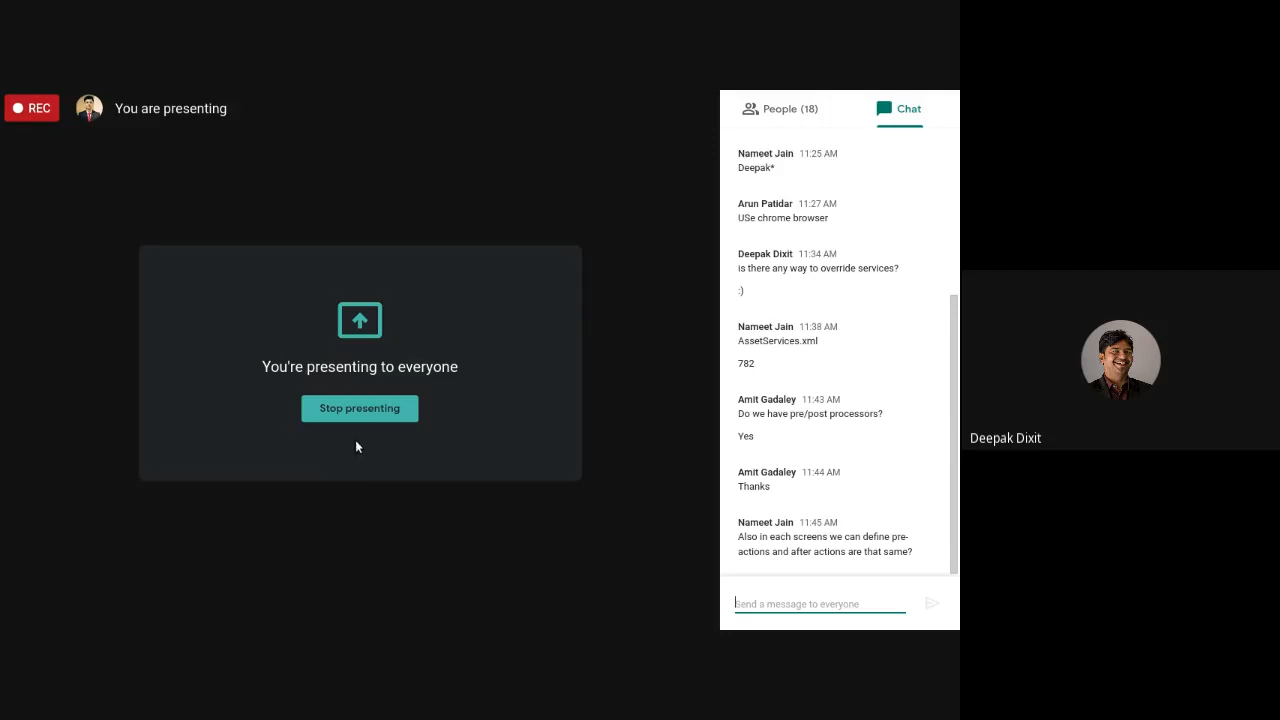 REC
You are presenting
You're presenting to everyone
Stop presenting
People (18)
Chat
Nameet Jain 11:25 AM
Deepak*
Arun Patidar 11:27 AM
USe chrome browser
Deepak Dixit 11:34 AM
is there any way to override services?
:)
Nameet Jain 11:38 AM
AssetServices.xml
782
Amit Gadaley 11:43 AM
Do we have pre/post processors?
Yes
Amit Gadaley 11:44 AM
Thanks
Nameet Jain 11:45 AM
Also in each screens we can define pre-
actions and after actions are that same?
Send a message to everyone
Deepak Dixit